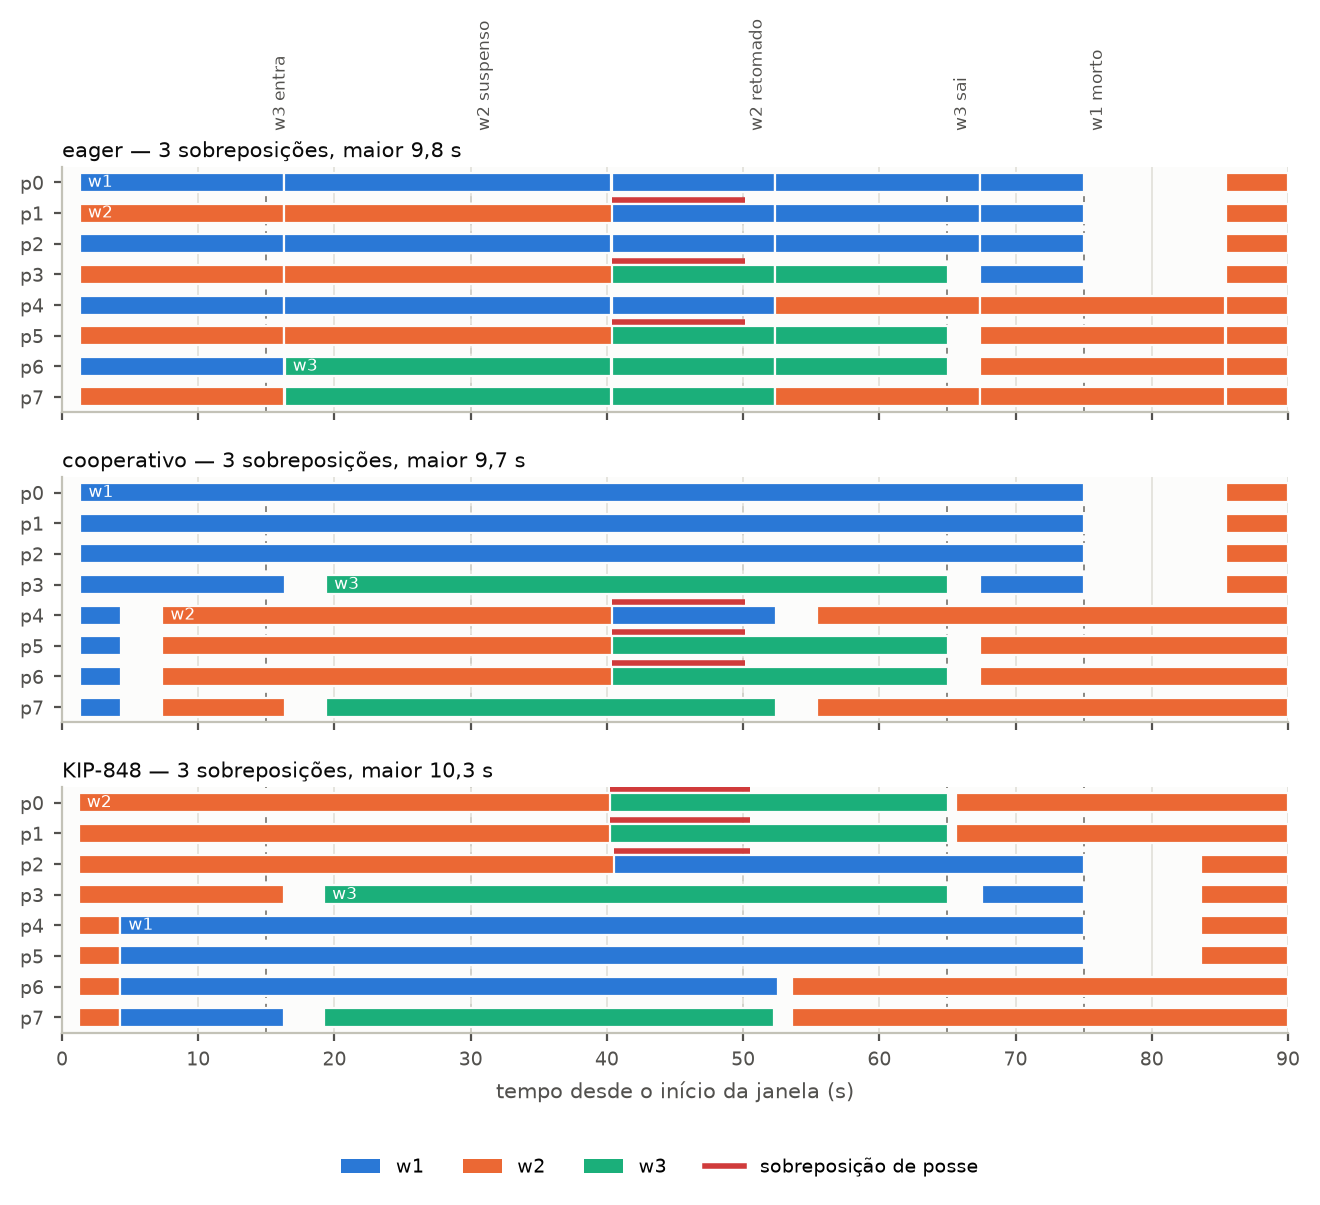 w3 entra
w2 suspenso
w2 retomado
w3 sai
w1 morto
eager — 3 sobreposições, maior 9,8 s
p0 w1
p1 w2
p2
p3
p4
p5
p6 w3
p7
cooperativo — 3 sobreposições, maior 9,7 s
p0 w1
p1
p2
p3 w3
p4 w2
p5
p6
p7
KIP-848 — 3 sobreposições, maior 10,3 s
p0 w2
p1
p2
p3 w3
p4 w1
p5
p6
p7
0 10 20 30 40 50 60 70 80 90
tempo desde o início da janela (s)
w1 w2 w3 sobreposição de posse